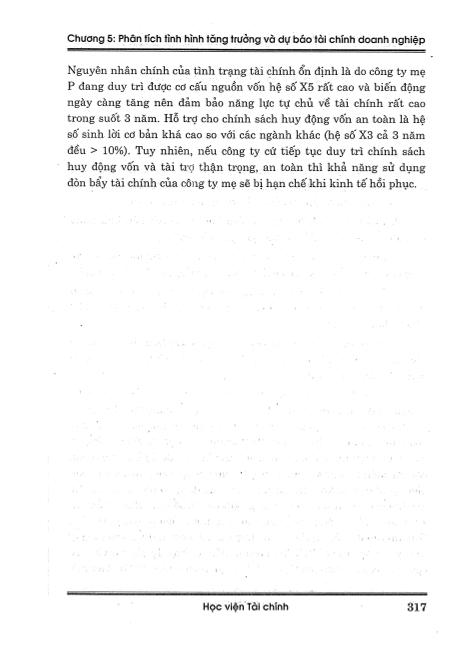 Chương 5: Phân tích tình hình tăng trưởng và dự báo tài chính doanh nghiệp
Nguyên nhân chính của tình trạng tài chính ổn định là do công ty mẹ
P đang duy trì được cơ cấu nguồn vốn hệ số X5 rất cao và biến động
ngày càng tăng nên đảm bảo năng lực tự chủ về tài chính rất cao
trong suốt 3 năm. Hỗ trợ cho chính sách huy động vốn an toàn là hệ
số sinh lời cơ bản khá cao so với các ngành khác (hệ số X3 cả 3 năm
đều > 10%). Tuy nhiên, nếu công ty cứ tiếp tục duy trì chính sách
huy động vốn và tài trợ thận trọng, an toàn thì khả năng sử dụng
đòn bẩy tài chính của công ty mẹ sẽ bị hạn chế khi kinh tế hồi phục.
Học viện Tài chính 317